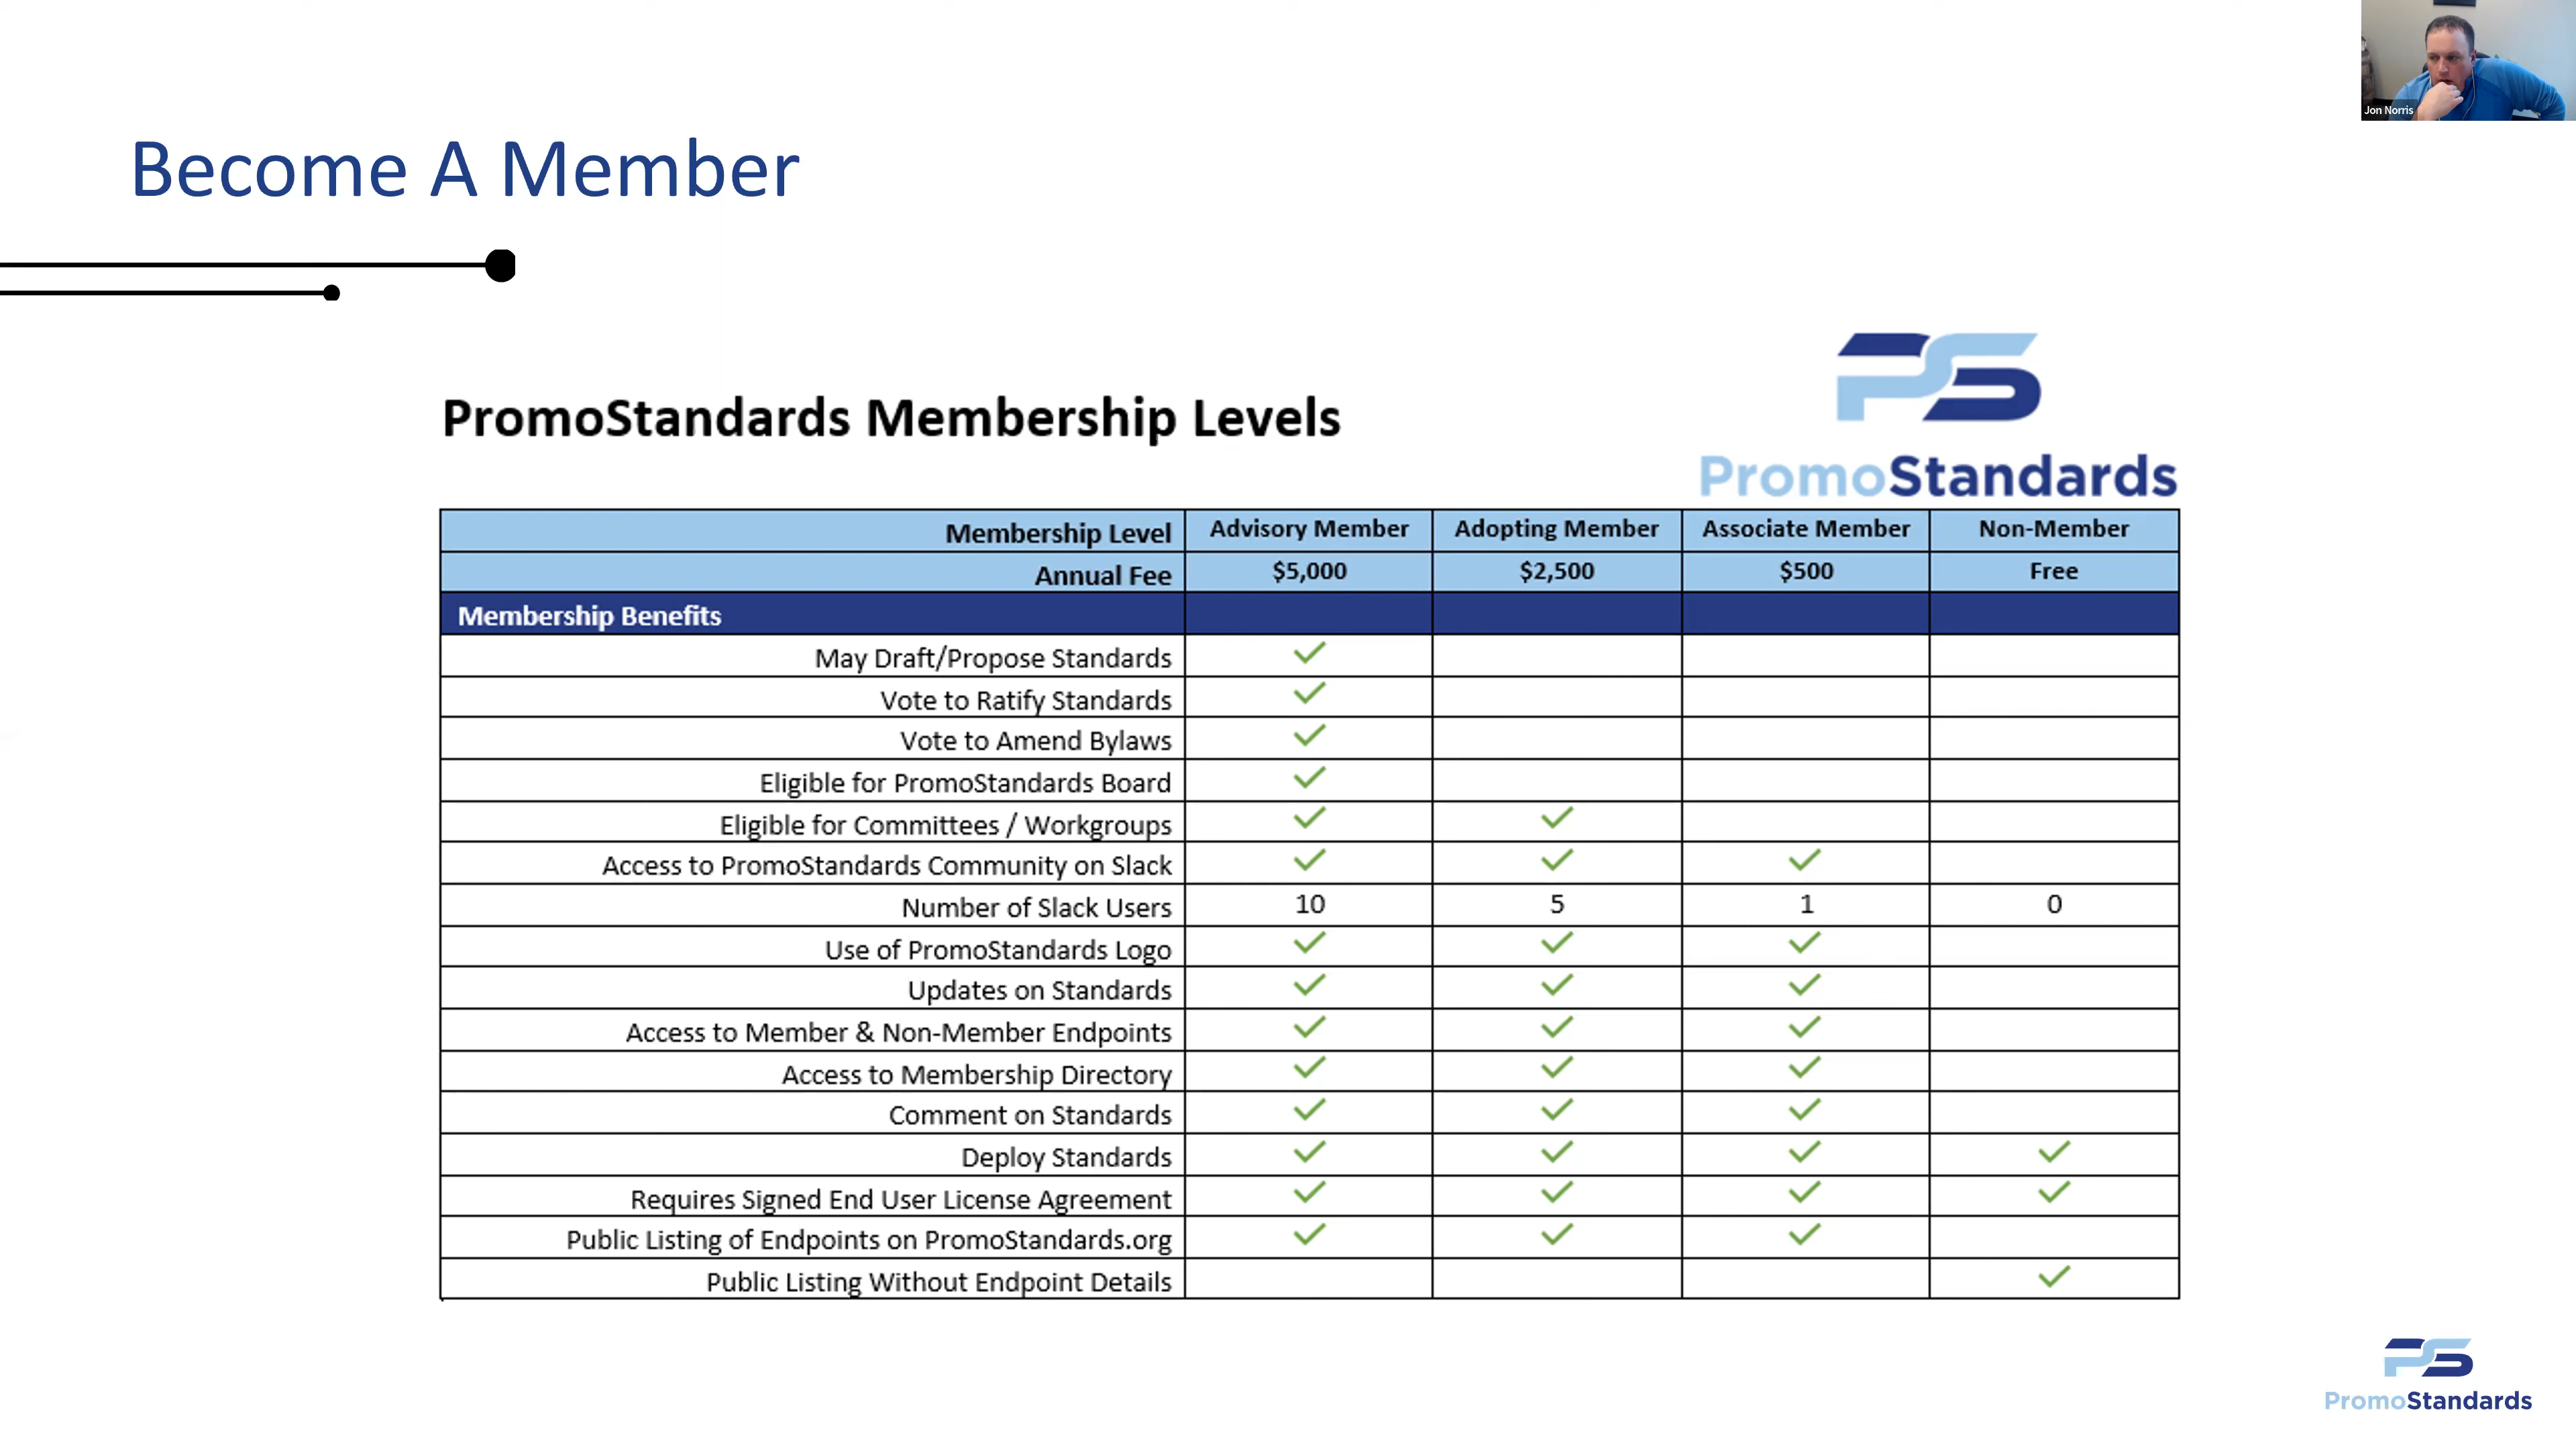 Jon Norris
Become A Member
PS
PromoStandards Membership Levels
PromoStandards
Membership Level Advisory Member Adopting Member Associate Member Non-Member
Annual Fee $5,000 $2,500 $500 Free
Membership Benefits
May Draft/Propose Standards ✓
Vote to Ratify Standards ✓
Vote to Amend Bylaws ✓
Eligible for PromoStandards Board ✓
Eligible for Committees / Workgroups ✓ ✓
Access to PromoStandards Community on Slack ✓ ✓ ✓
Number of Slack Users 10 5 1 0
Use of PromoStandards Logo ✓ ✓ ✓
Updates on Standards ✓ ✓ ✓
Access to Member & Non-Member Endpoints ✓ ✓ ✓
Access to Membership Directory ✓ ✓ ✓
Comment on Standards ✓ ✓ ✓
Deploy Standards ✓ ✓ ✓ ✓
Requires Signed End User License Agreement ✓ ✓ ✓ ✓
Public Listing of Endpoints on PromoStandards.org ✓ ✓ ✓
Public Listing Without Endpoint Details ✓
PS
PromoStandards